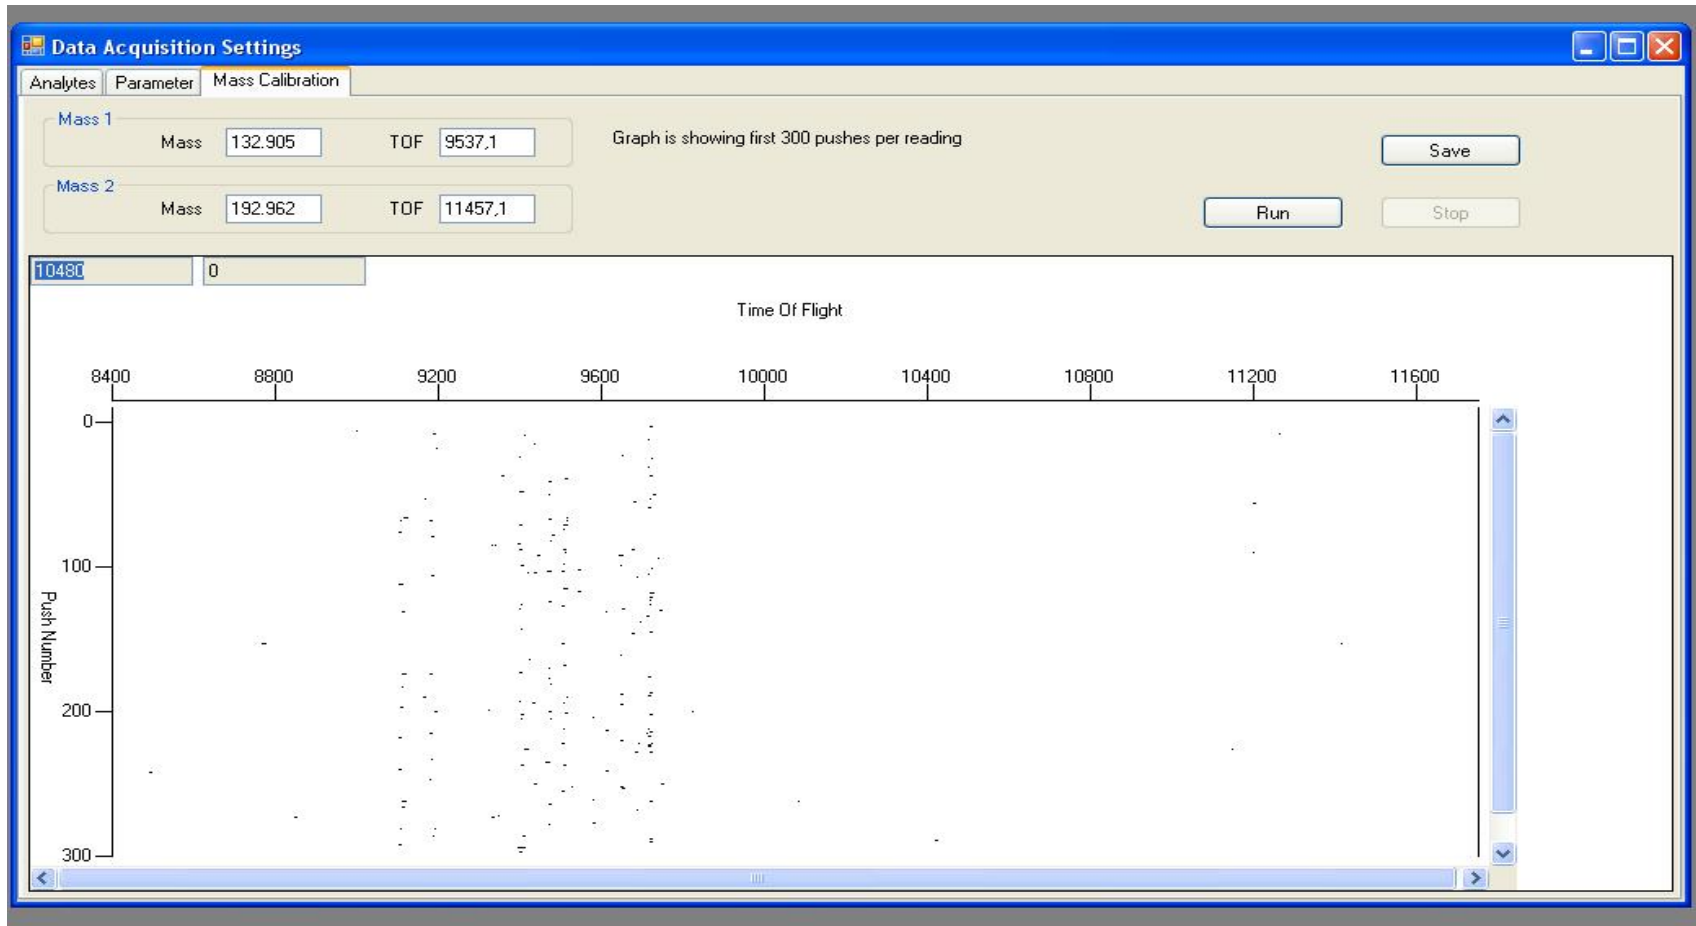 Data Acquisition Settings
Analytes Parameter Mass Calibration
Mass 1
Mass 132.905 TOF 9537,1
Graph is showing first 300 pushes per reading
Save
Mass 2
Mass 192.962 TOF 11457,1
Run Stop
10480 0
Time Of Flight
8400 8800 9200 9600 10000 10400 10800 11200 11600
0
100
Push Number
200
300